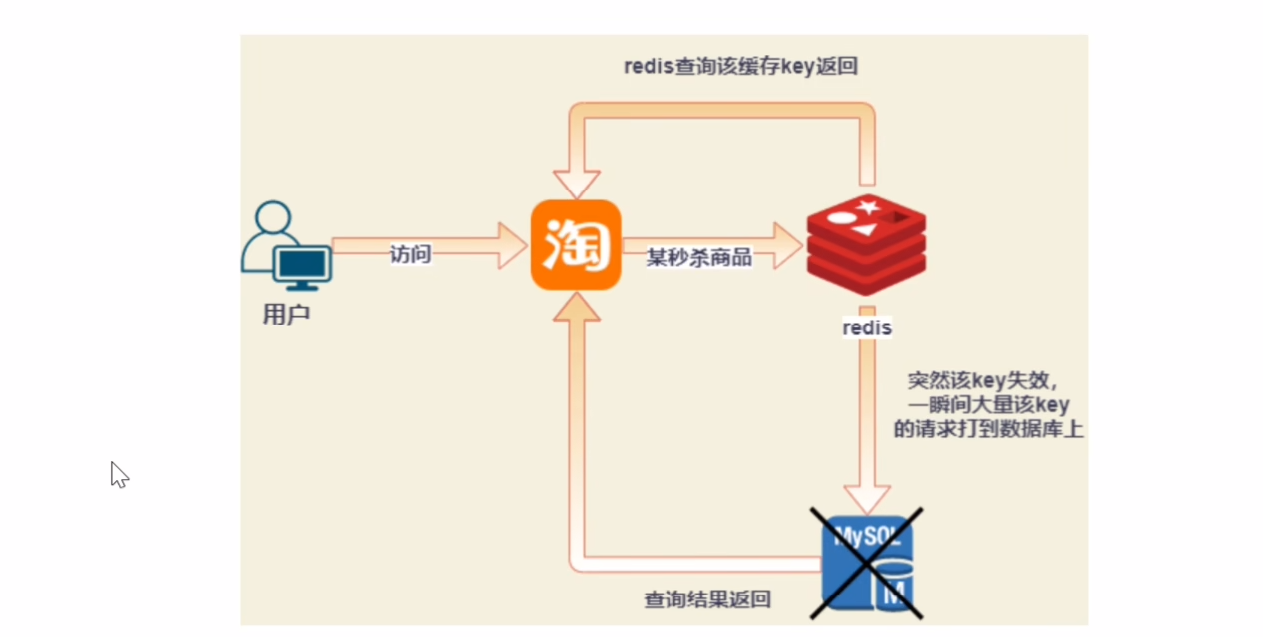 redis查询该缓存key返回
淘
访问
某秒杀商品
用户
redis
突然该key失效,
一瞬间大量该key
的请求打到数据库上
MySQL
M
查询结果返回